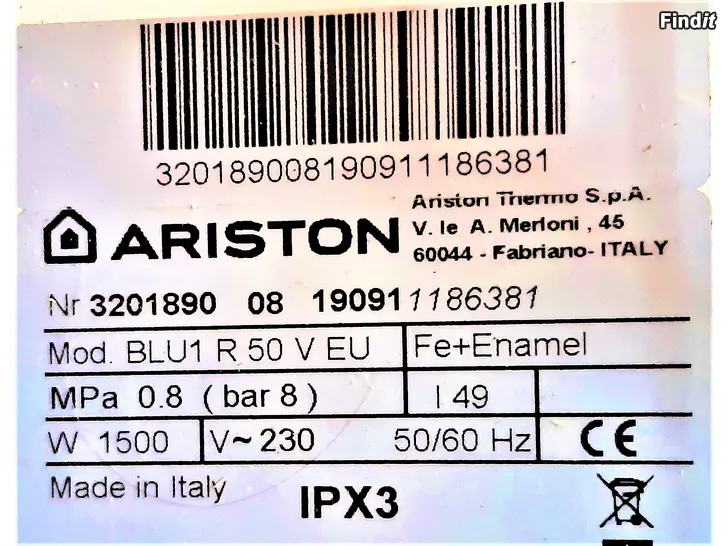 Findit
320189008190911186381
ARISTON
Ariston Thermo S.p.A.
V. le A. Merloni , 45
60044 - Fabriano- ITALY
Nr 3201890 08 19091 1186381
Mod. BLU1 R 50 V EU Fe+Enamel
MPa 0.8 ( bar 8 ) l 49
W 1500 V~ 230 50/60 Hz CE
Made in Italy IPX3